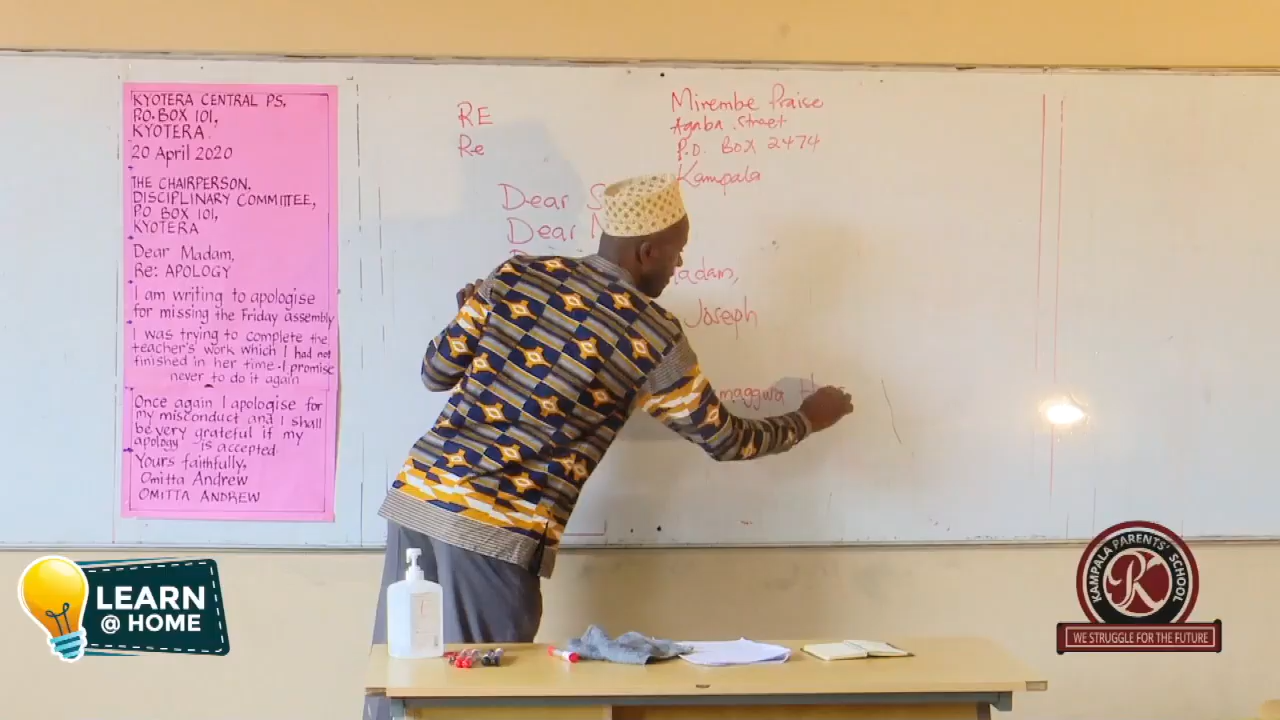 KYOTERA CENTRAL P.S.
P.O. BOX 101,
KYOTERA.
20 April 2020
THE CHAIRPERSON.
DISCIPLINARY COMMITTEE,
P.O BOX 101,
KYOTERA
Dear Madam,
Re: APOLOGY
I am writing to apologise
for missing the Friday assembly
I was trying to complete the
teacher's work which I had not
finished in her time. I promise
never to do it again
Once again I apologise for
my misconduct and I shall
be very grateful if my
apology is accepted.
Yours faithfully,
Omitta Andrew
OMITTA ANDREW
RE
Re
Mirembe Praise
Agaba Street
P.O. BOX 2474
Kampala
Dear
Dear
adam,
Joseph
maggwa
LEARN
@ HOME
KAMPALA PARENTS' SCHOOL
WE STRUGGLE FOR THE FUTURE